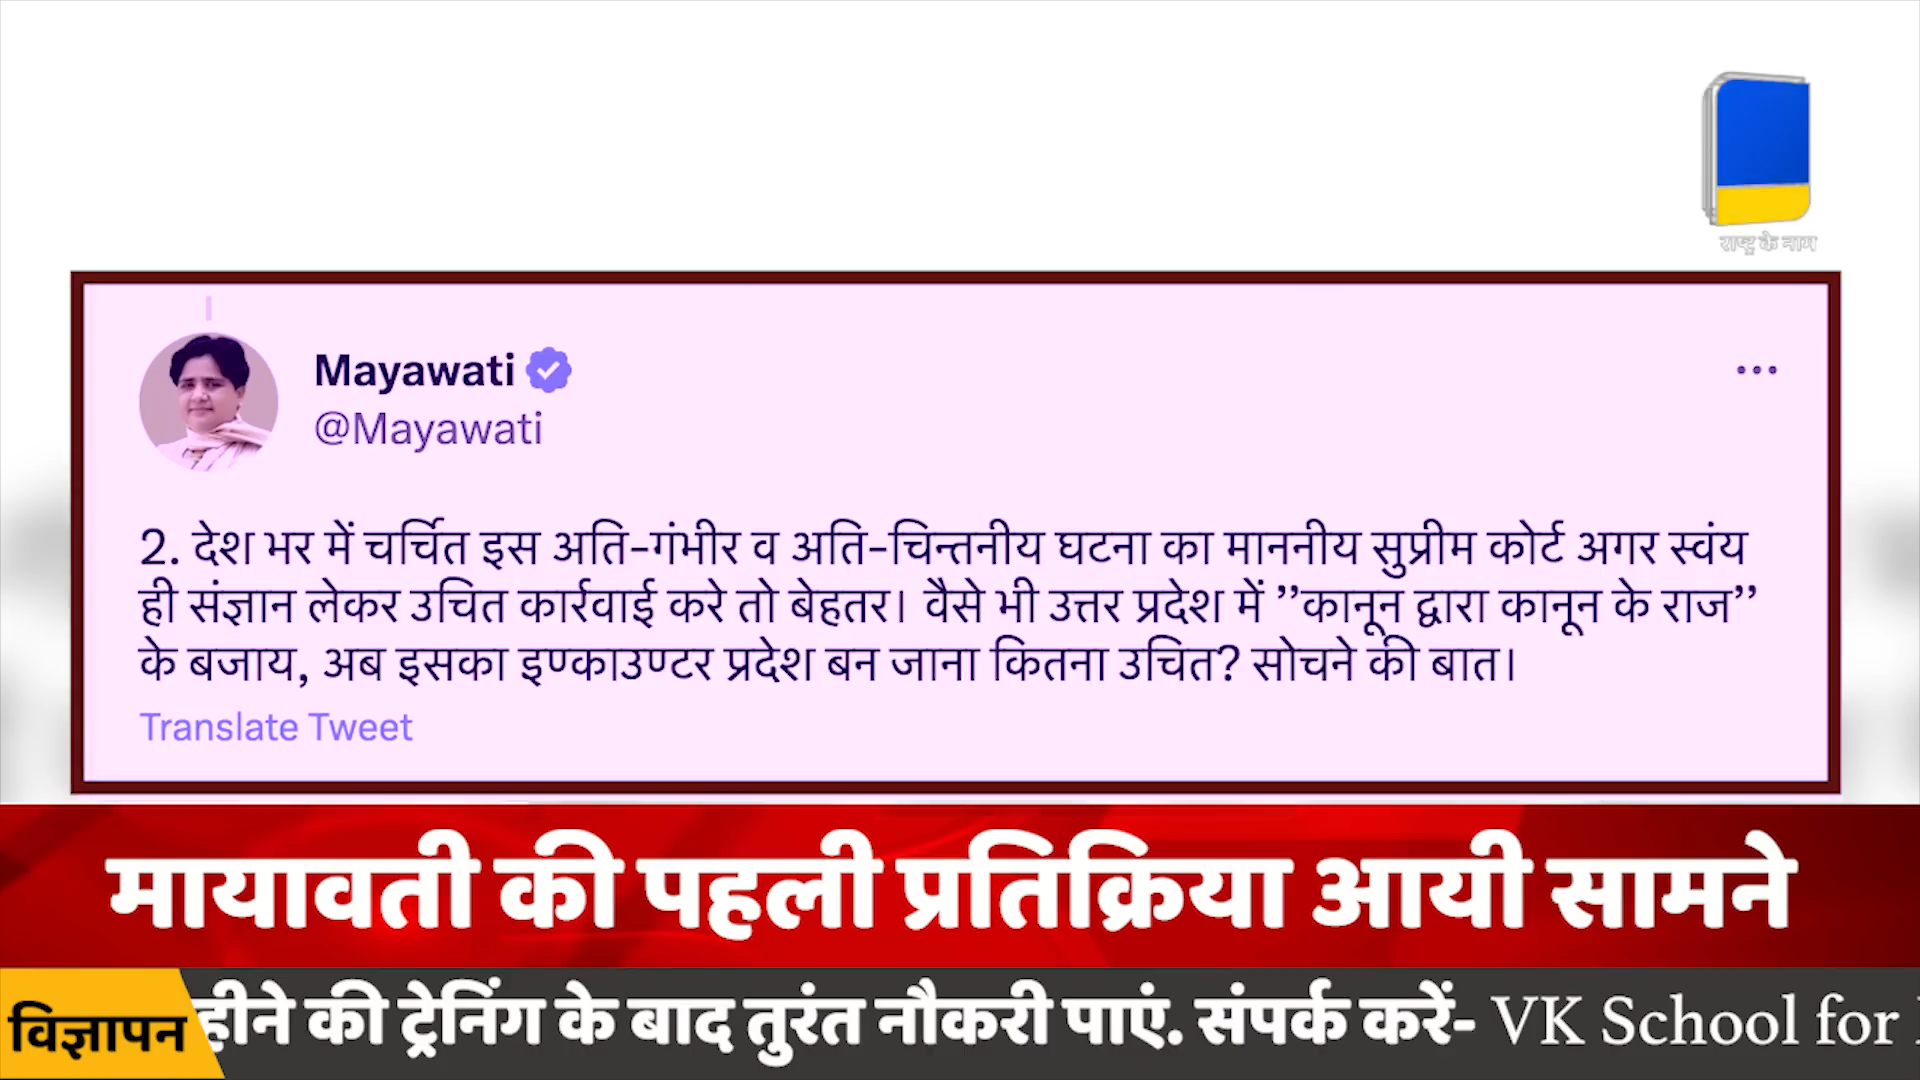 राष्ट्र के नाम
Mayawati
@Mayawati
2. देश भर में चर्चित इस अति-गंभीर व अति-चिन्तनीय घटना का माननीय सुप्रीम कोर्ट अगर स्वंय
ही संज्ञान लेकर उचित कार्रवाई करे तो बेहतर। वैसे भी उत्तर प्रदेश में ”कानून द्वारा कानून के राज”
के बजाय, अब इसका इण्काउण्टर प्रदेश बन जाना कितना उचित? सोचने की बात।
Translate Tweet
मायावती की पहली प्रतिक्रिया आयी सामने
विज्ञापन
हीने की ट्रेनिंग के बाद तुरंत नौकरी पाएं. संपर्क करें- VK School for